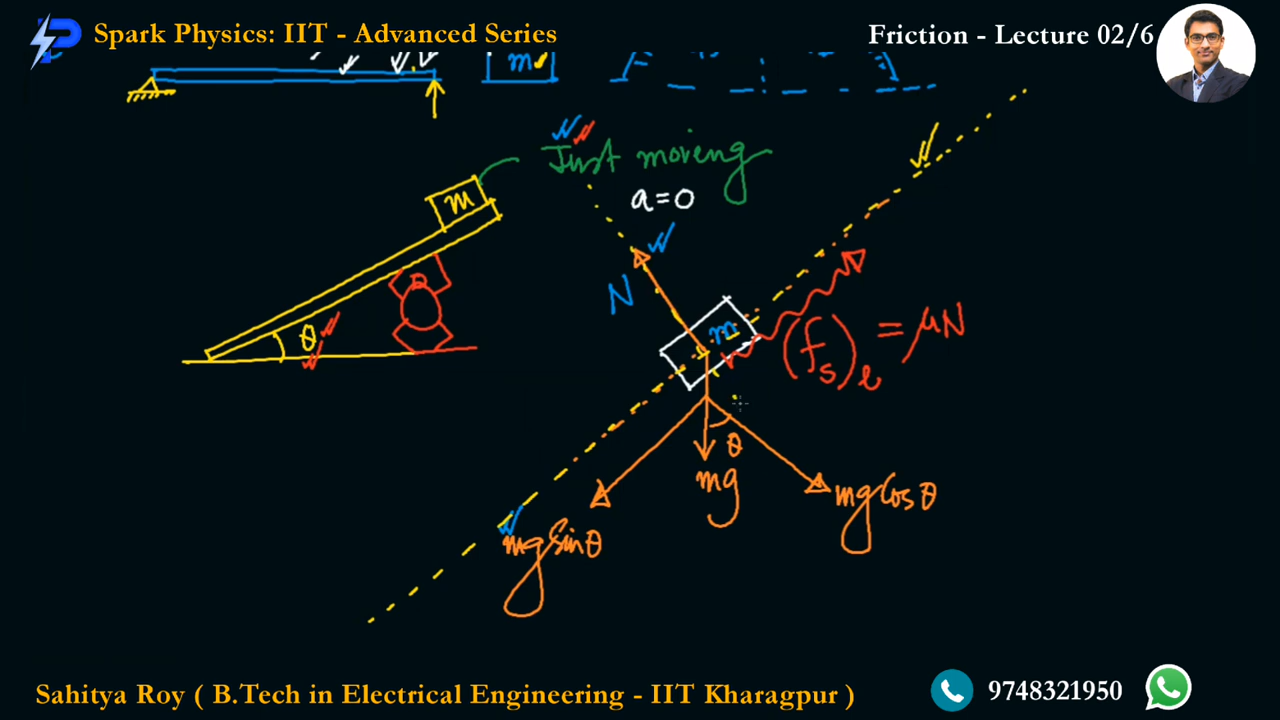 Spark Physics: IIT - Advanced Series
Friction - Lecture 02/6
m
Just moveng
a=0
m
θ
N
m
(fs)l = μN
θ
mg
mg Cos θ
mg Sin θ
Sahitya Roy ( B.Tech in Electrical Engineering - IIT Kharagpur )
9748321950